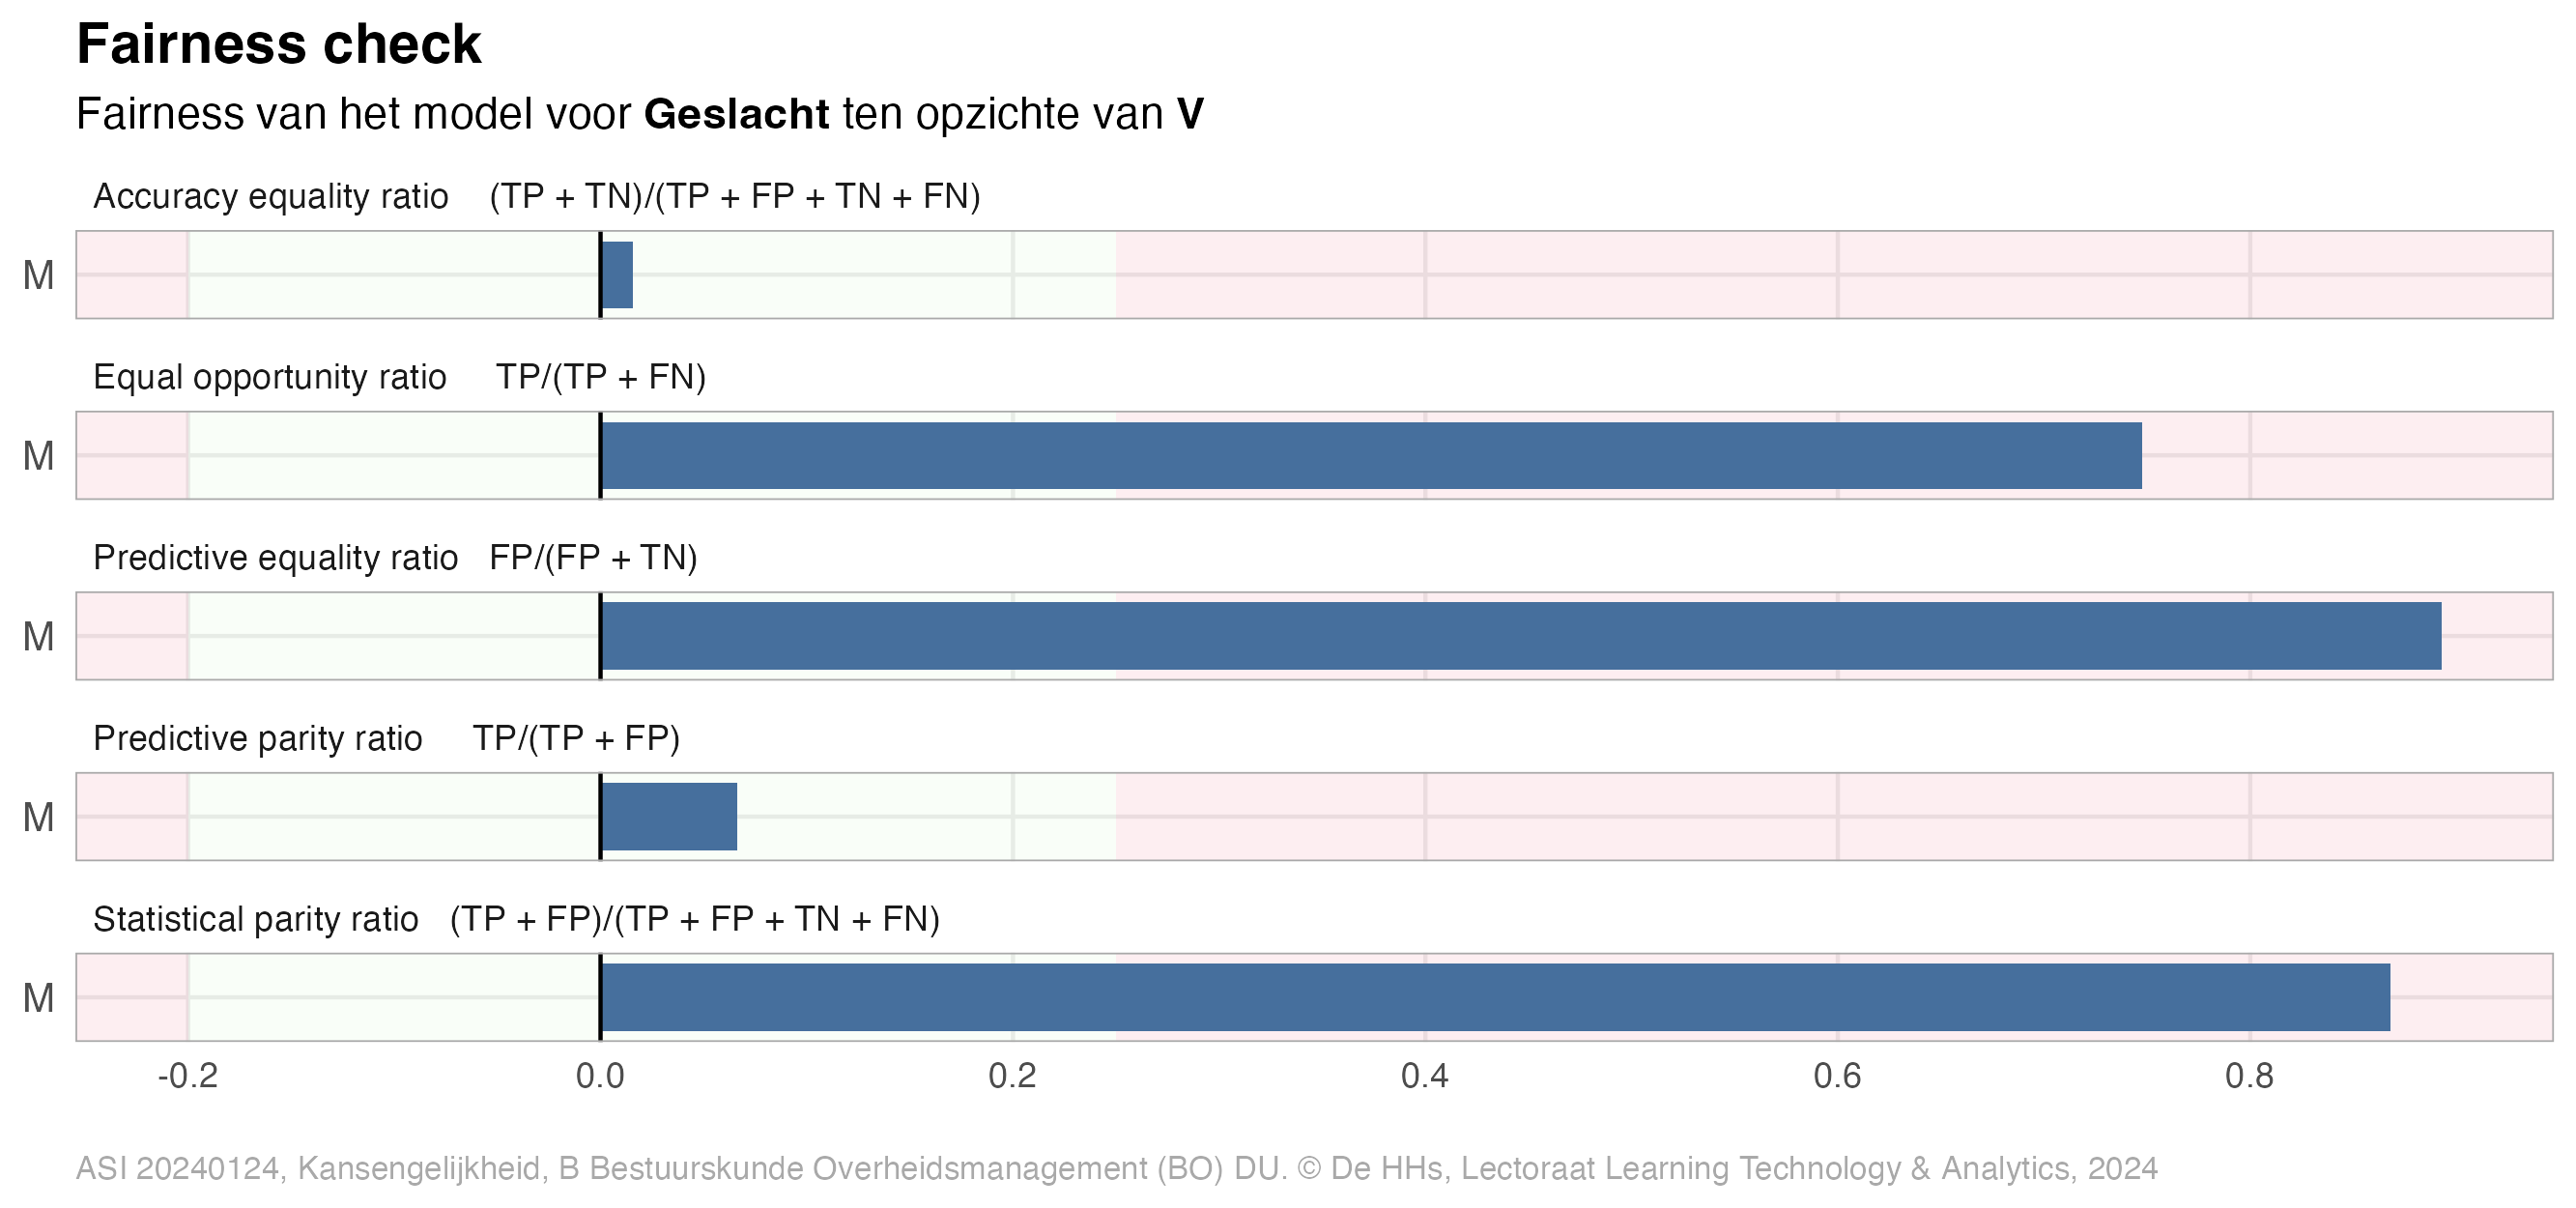 Fairness check
Fairness van het model voor Geslacht ten opzichte van V
Accuracy equality ratio (TP + TN)/(TP + FP + TN + FN)
M
Equal opportunity ratio TP/(TP + FN)
M
Predictive equality ratio FP/(FP + TN)
M
Predictive parity ratio TP/(TP + FP)
M
Statistical parity ratio (TP + FP)/(TP + FP + TN + FN)
M
-0.2 0.0 0.2 0.4 0.6 0.8
ASI 20240124, Kansengelijkheid, B Bestuurskunde Overheidsmanagement (BO) DU. © De HHs, Lectoraat Learning Technology & Analytics, 2024